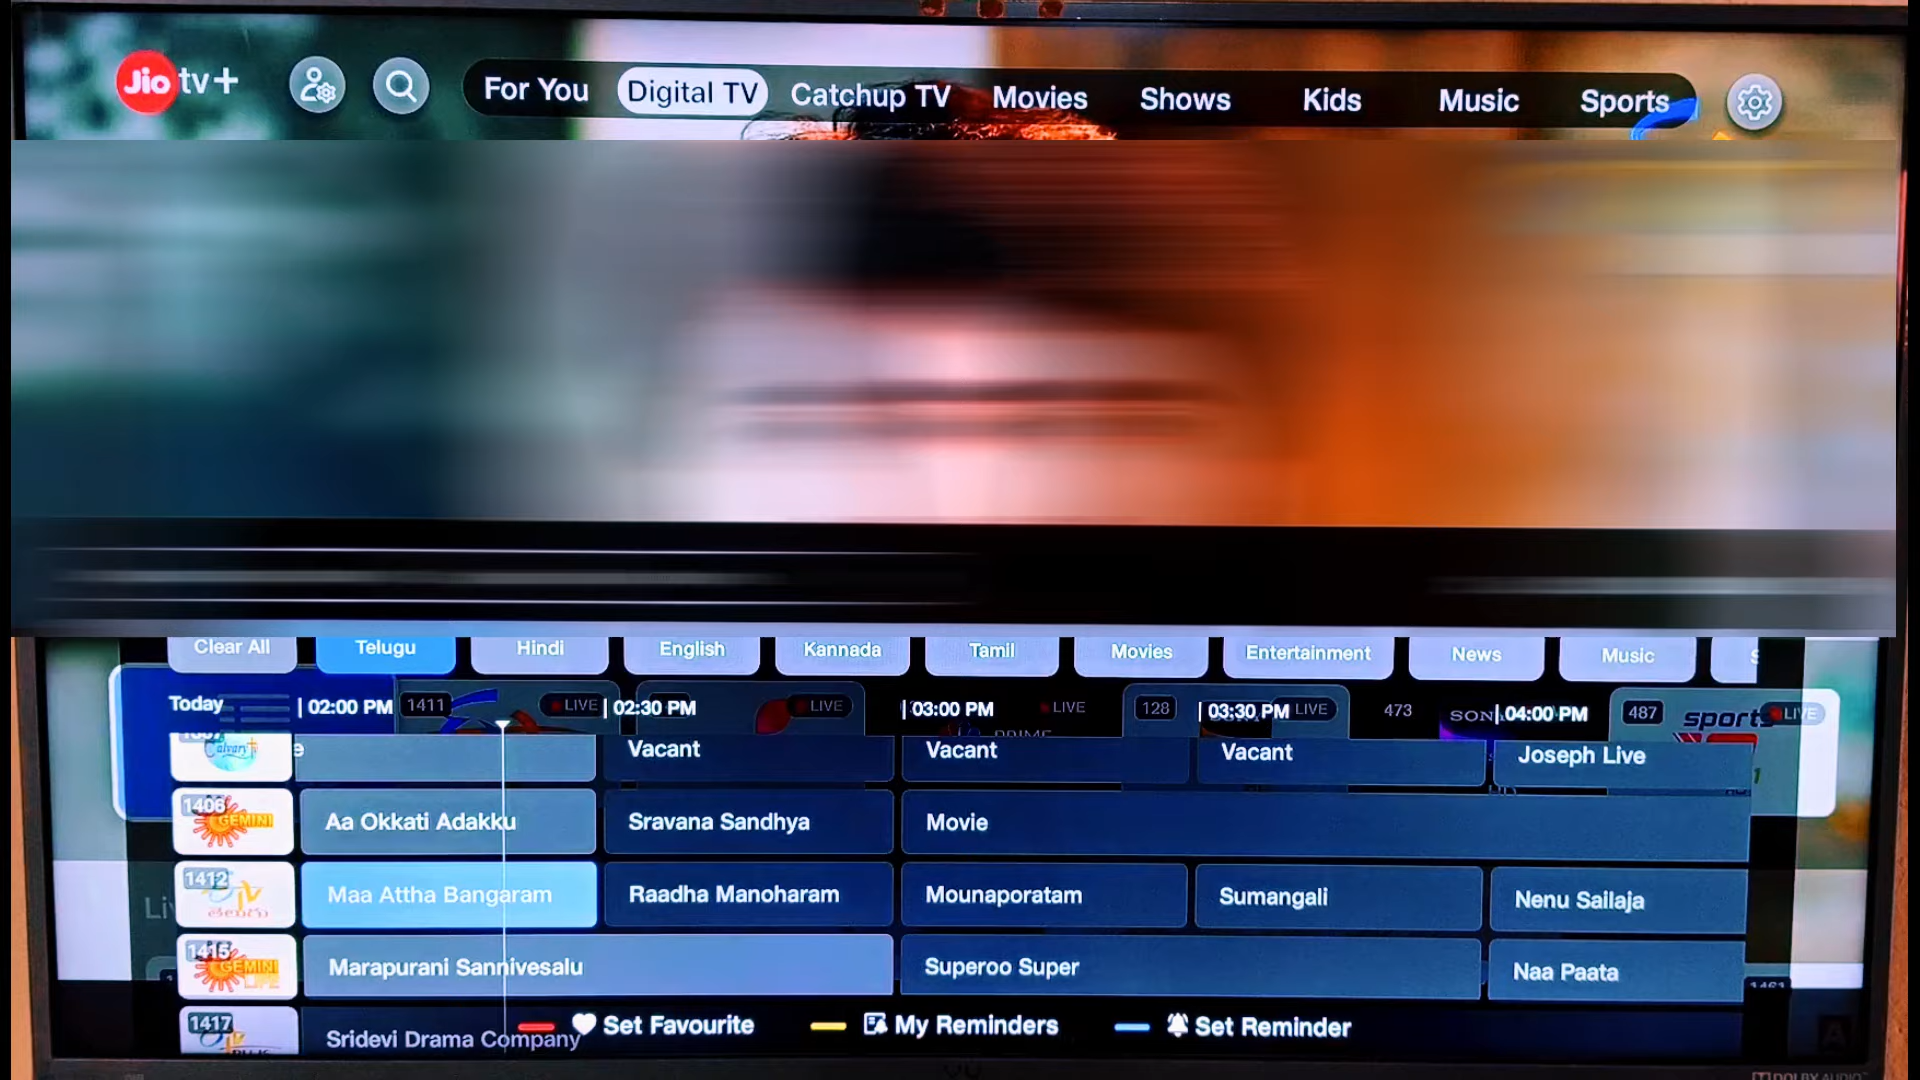 Jio tv+ For You Digital TV Catchup TV Movies Shows Kids Music Sports
Clear All Telugu Hindi English Kannada Tamil Movies Entertainment News Music
Today | 02:00 PM 1411 LIVE | 02:30 PM LIVE | 03:00 PM LIVE 128 | 03:30 PM LIVE 473 SON | 04:00 PM 487 sports LIVE
Calvary e Vacant Vacant Vacant Joseph Live
1406 GEMINI Aa Okkati Adakku Sravana Sandhya Movie
1412 తెలుగు Maa Attha Bangaram Raadha Manoharam Mounaporatam Sumangali Nenu Sailaja
1415 GEMINI LIFE Marapurani Sannivesalu Superoo Super Naa Paata
1417 Sridevi Drama Company
Set Favourite My Reminders Set Reminder